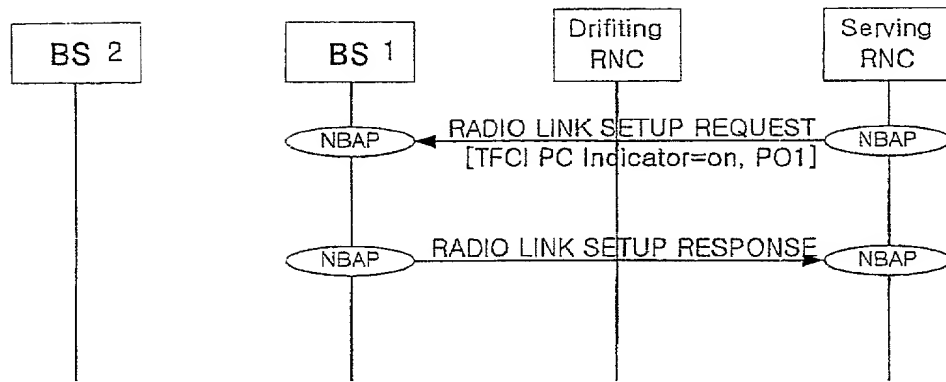 BS 2
BS 1
Drifiting
RNC
Serving
RNC
NBAP
RADIO LINK SETUP REQUEST
[TFCI PC Indicator=on, PO1]
NBAP
NBAP
RADIO LINK SETUP RESPONSE
NBAP